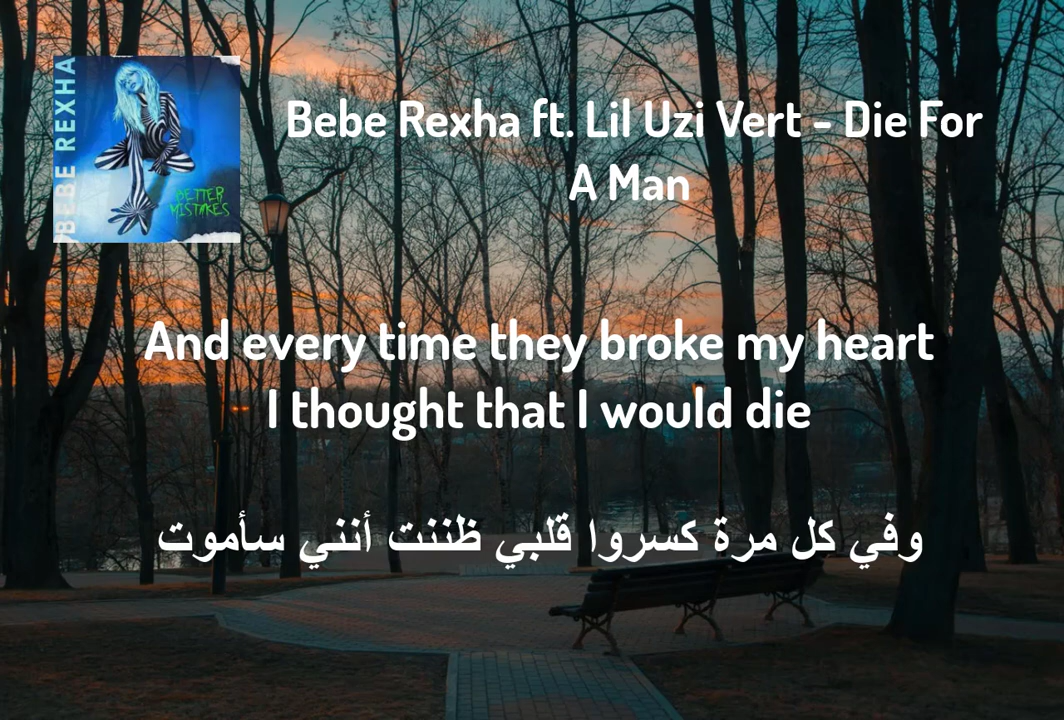 BEBE REXHA
BETTER
MISTAKES
Bebe Rexha ft. Lil Uzi Vert - Die For
A Man
And every time they broke my heart
I thought that I would die
وفي كل مرة كسروا قلبي ظننت أنني سأموت